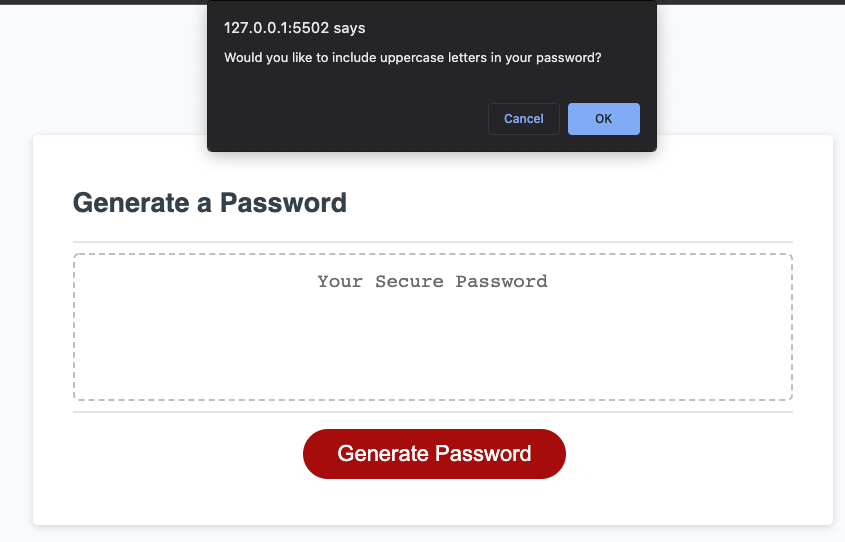 127.0.0.1:5502 says
Would you like to include uppercase letters in your password?
Cancel
OK
Generate a Password
Your Secure Password
Generate Password